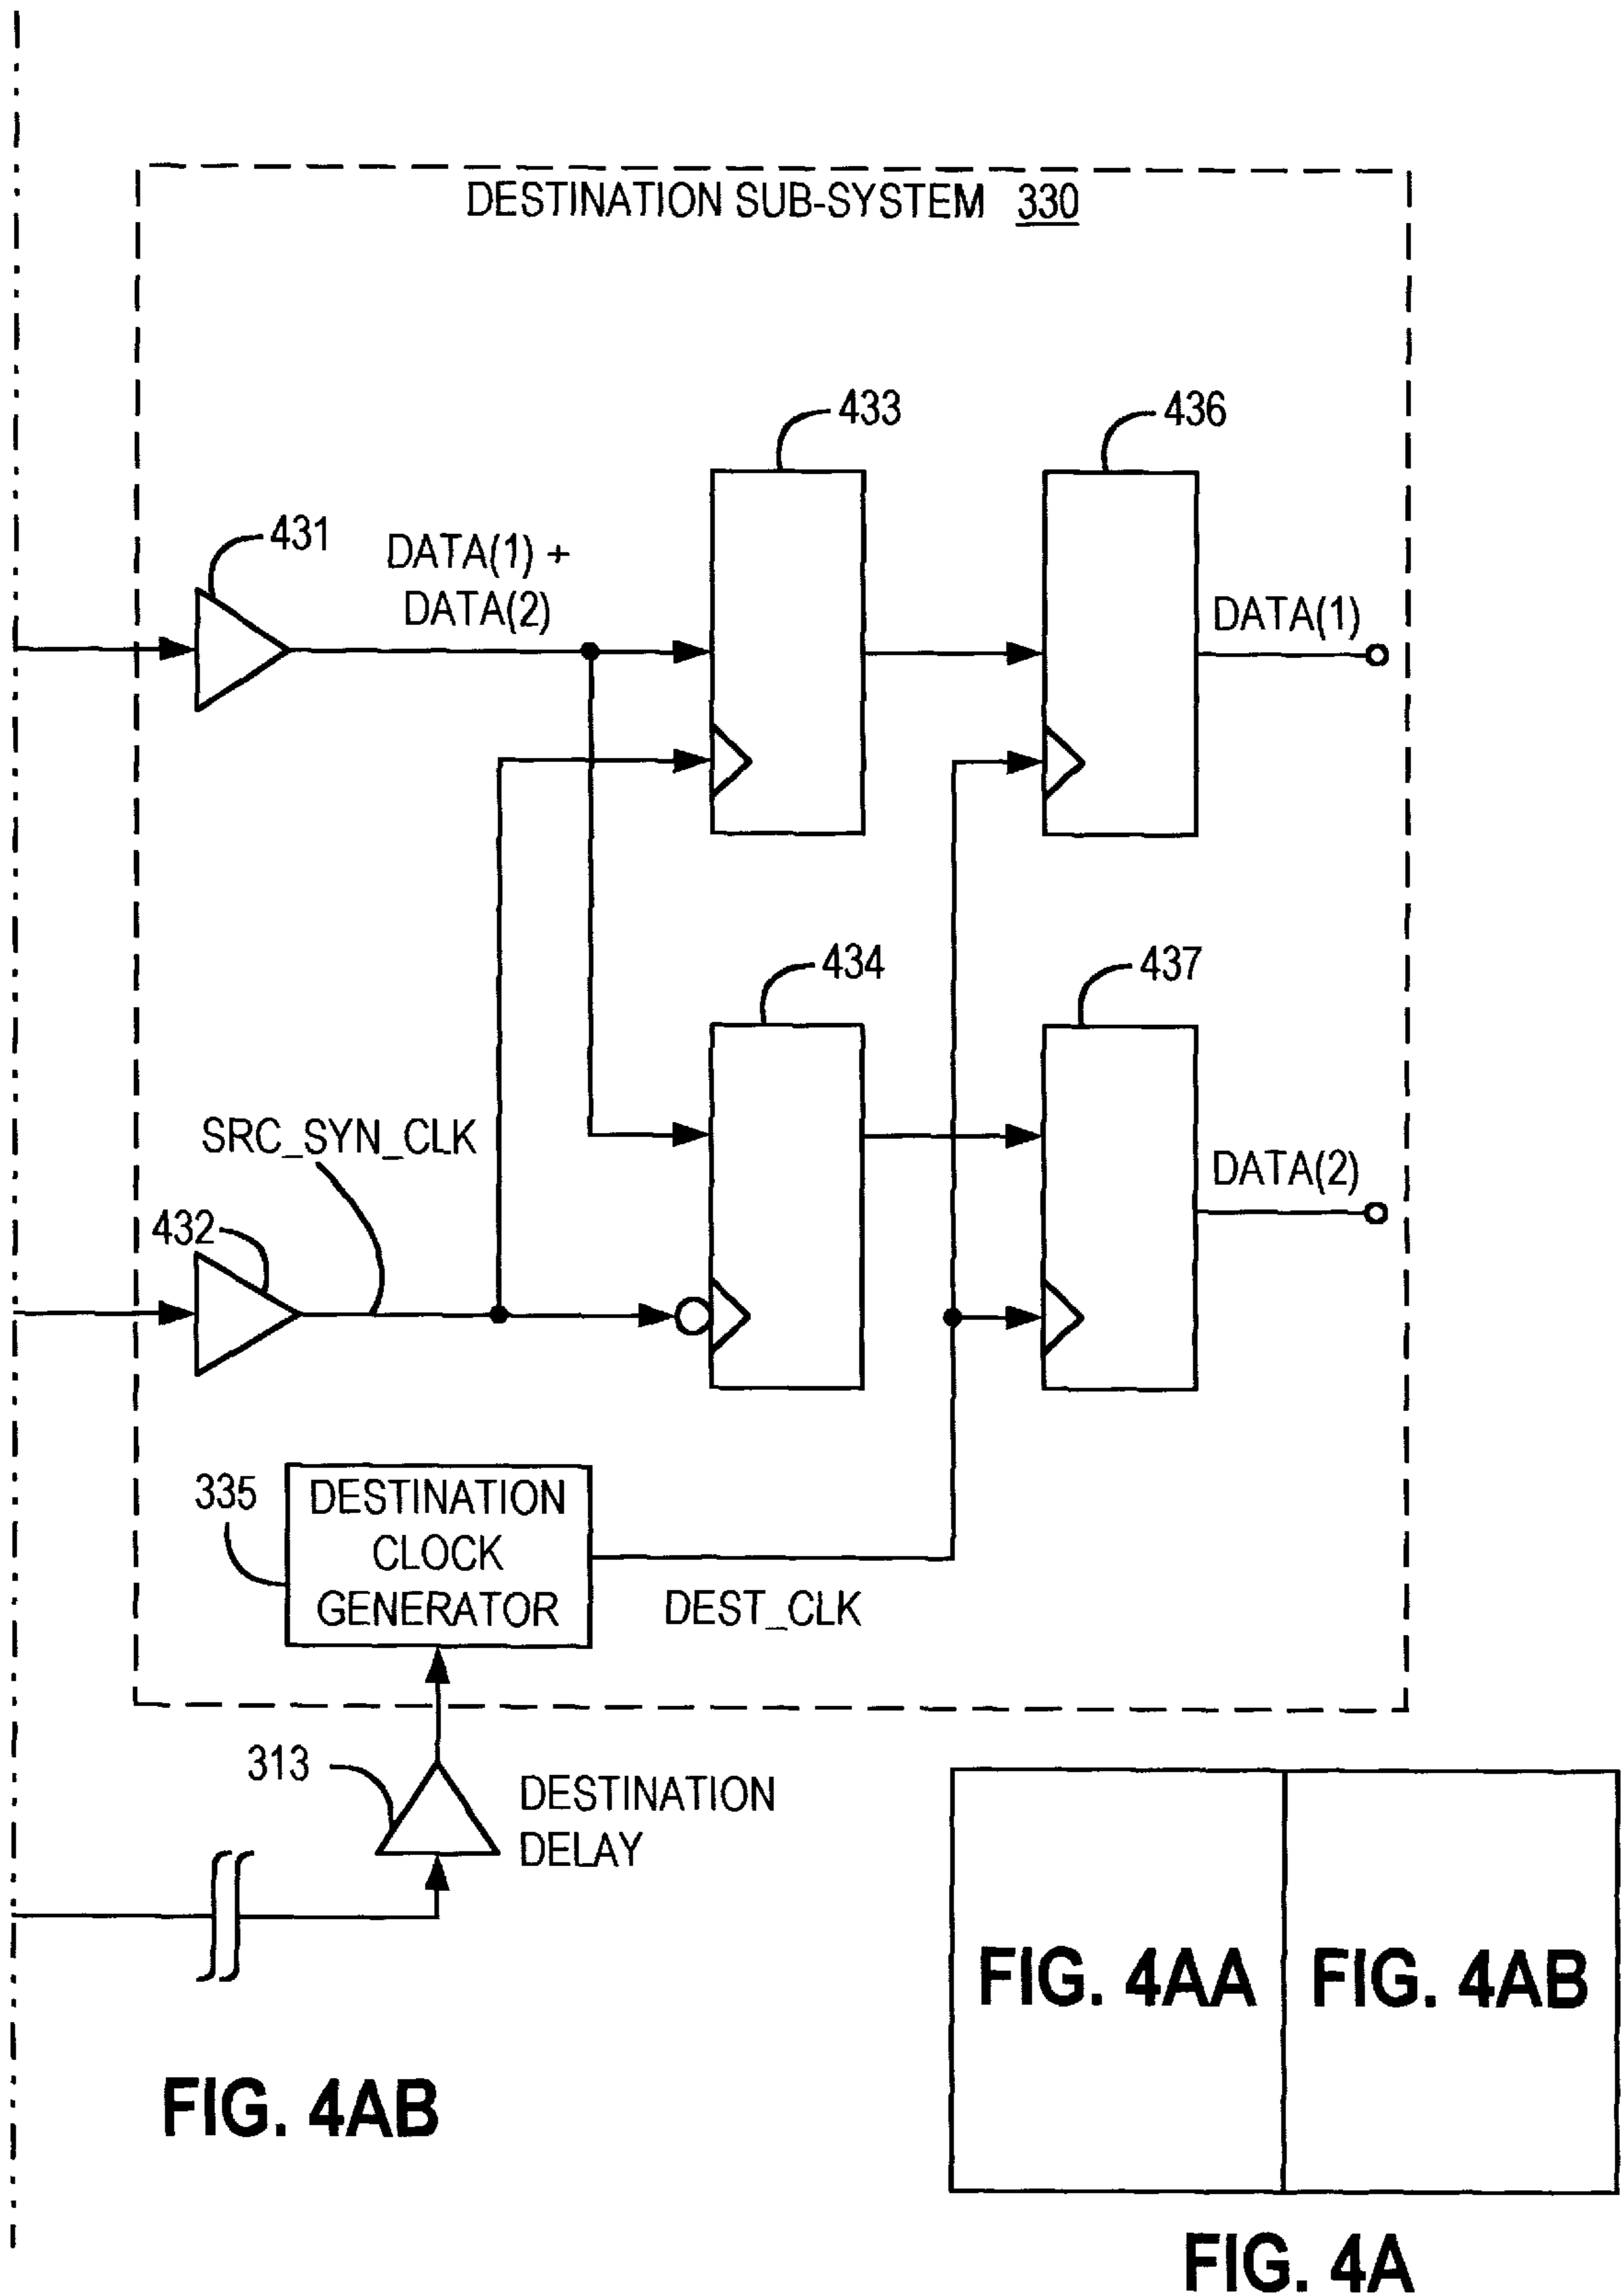 DESTINATION SUB-SYSTEM 330
433
436
431
DATA(1) +
DATA(2)
DATA(1)
434
437
SRC_SYN_CLK
DATA(2)
432
335
DESTINATION
CLOCK
GENERATOR
DEST_CLK
313
DESTINATION
DELAY
FIG. 4AA
FIG. 4AB
FIG. 4AB
FIG. 4A